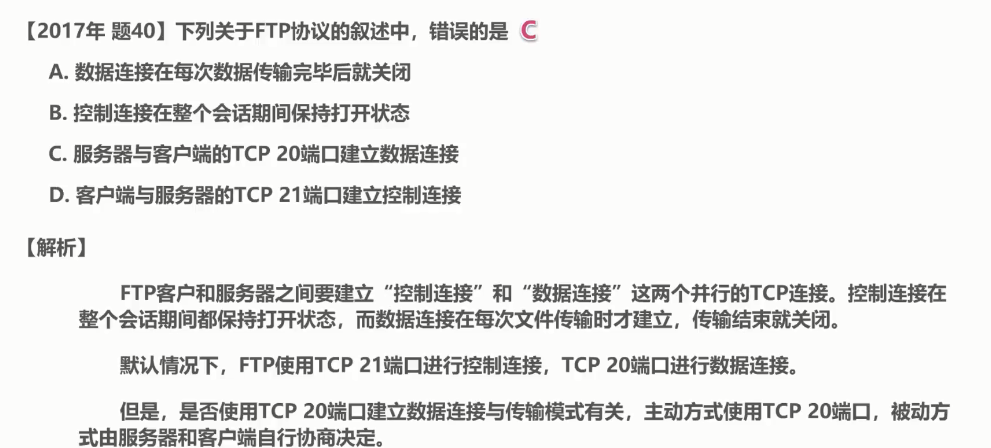 【2017年 题40】下列关于FTP协议的叙述中，错误的是 C
A. 数据连接在每次数据传输完毕后就关闭
B. 控制连接在整个会话期间保持打开状态
C. 服务器与客户端的TCP 20端口建立数据连接
D. 客户端与服务器的TCP 21端口建立控制连接
【解析】
FTP客户和服务器之间要建立“控制连接”和“数据连接”这两个并行的TCP连接。控制连接在
整个会话期间都保持打开状态，而数据连接在每次文件传输时才建立，传输结束就关闭。
默认情况下，FTP使用TCP 21端口进行控制连接，TCP 20端口进行数据连接。
但是，是否使用TCP 20端口建立数据连接与传输模式有关，主动方式使用TCP 20端口，被动方
式由服务器和客户端自行协商决定。